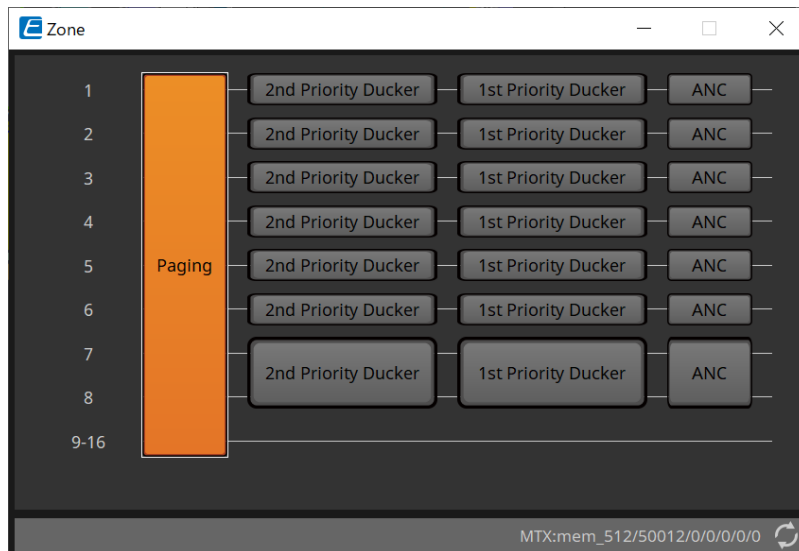 E Zone
1 2nd Priority Ducker 1st Priority Ducker ANC
2 2nd Priority Ducker 1st Priority Ducker ANC
3 2nd Priority Ducker 1st Priority Ducker ANC
4 2nd Priority Ducker 1st Priority Ducker ANC
5 Paging 2nd Priority Ducker 1st Priority Ducker ANC
6 2nd Priority Ducker 1st Priority Ducker ANC
7
2nd Priority Ducker 1st Priority Ducker ANC
8
9-16
MTX:mem_512/50012/0/0/0/0/0